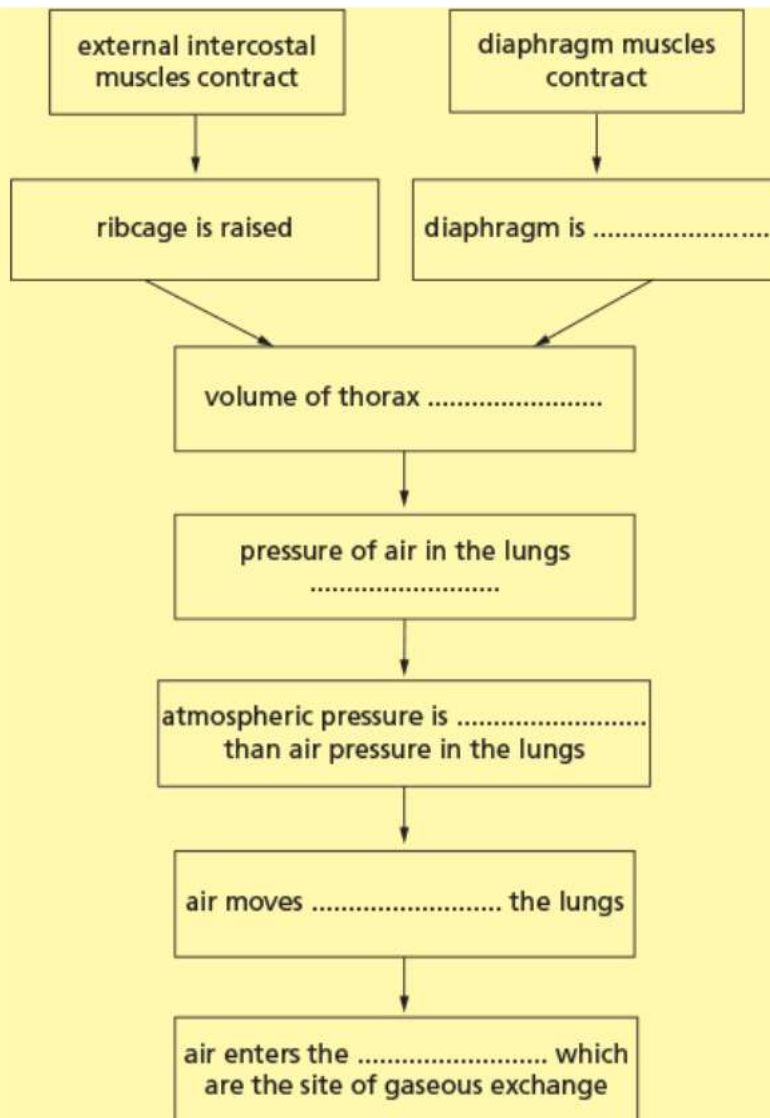 external intercostal
muscles contract
diaphragm muscles
contract
ribcage is raised
diaphragm is ........................
volume of thorax ........................
pressure of air in the lungs
..........................
atmospheric pressure is ..........................
than air pressure in the lungs
air moves .......................... the lungs
air enters the .......................... which
are the site of gaseous exchange